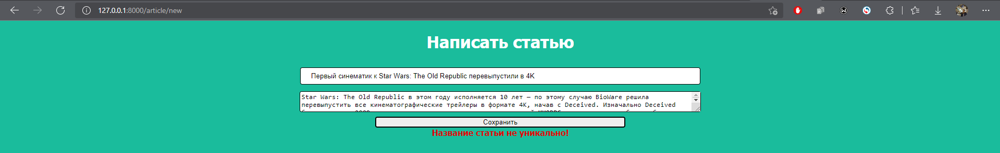 127.0.0.1:8000/article/new
Написать статью
Первый синематик к Star Wars: The Old Republic перевыпустили в 4K
Star Wars: The Old Republic в этом году исполняется 10 лет — по этому случаю BioWare решила
перевыпустить все кинематографические трейлеры в формате 4K, начав с Deceived. Изначально Deceived
Сохранить
Название статьи не уникально!